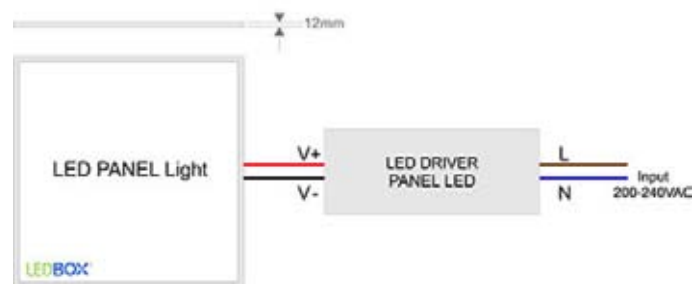 12mm
LED PANEL Light
V+
V-
LED DRIVER
PANEL LED
L
N
Input
200-240VAC
LEDBOX